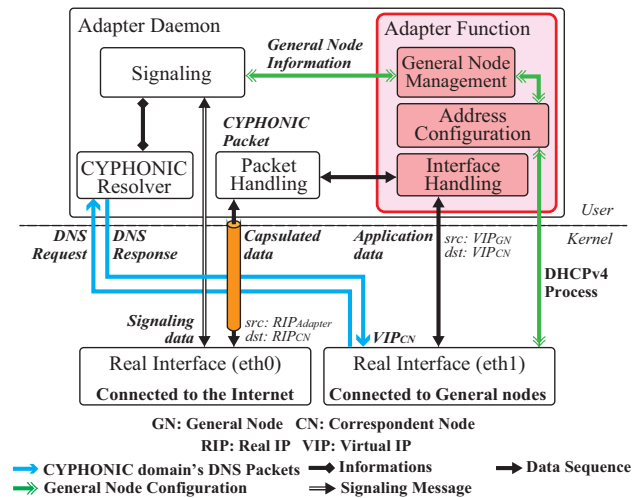 Adapter Daemon
Adapter Function
General Node
Information
Signaling
General Node
Management
Address
Configuration
CYPHONIC
Packet
CYPHONIC
Resolver
Packet
Handling
Interface
Handling
User
Kernel
DNS
Request
DNS
Response
Capsulated
data
Application
data
src: VIPGN
dst: VIPCN
DHCPv4
Process
Signaling
data
src: RIPAdapter
dst: RIPCN
VIPCN
Real Interface (eth0)
Connected to the Internet
Real Interface (eth1)
Connected to General nodes
GN: General Node CN: Correspondent Node
RIP: Real IP VIP: Virtual IP
CYPHONIC domain's DNS Packets
Informations
Data Sequence
General Node Configuration
Signaling Message